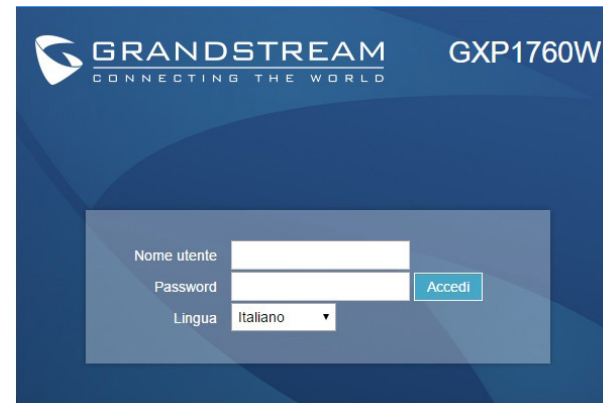 GRANDSTREAM GXP1760W
CONNECTING THE WORLD
Nome utente
Password Accedi
Lingua Italiano